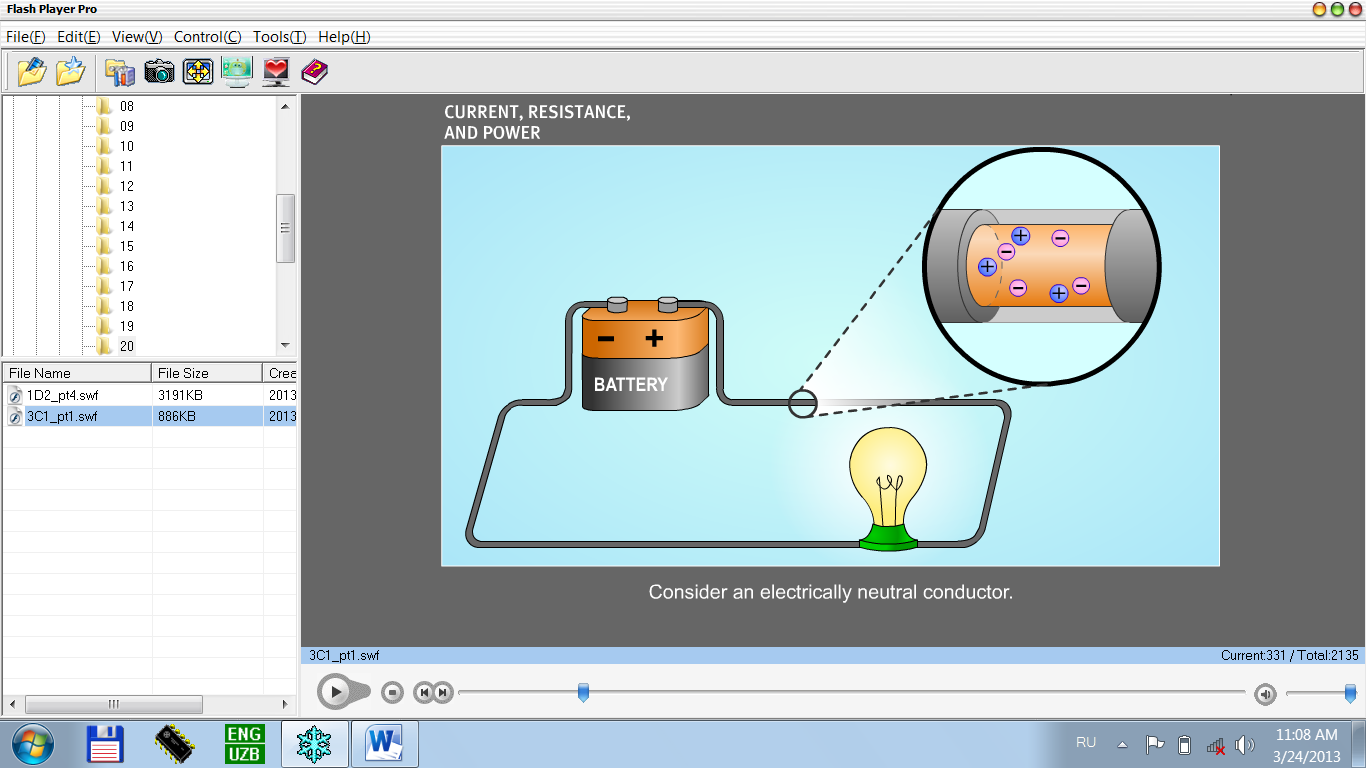 Flash Player Pro
File(F) Edit(E) View(V) Control(C) Tools(T) Help(H)
08
09
10
11
12
13
14
15
16
17
18
19
20
File Name File Size Crea
1D2_pt4.swf 3191KB 2013
3C1_pt1.swf 886KB 2013
CURRENT, RESISTANCE,
AND POWER
− +
BATTERY
Consider an electrically neutral conductor.
3C1_pt1.swf Current:331 / Total:2135
ENG
UZB
RU
11:08 AM
3/24/2013